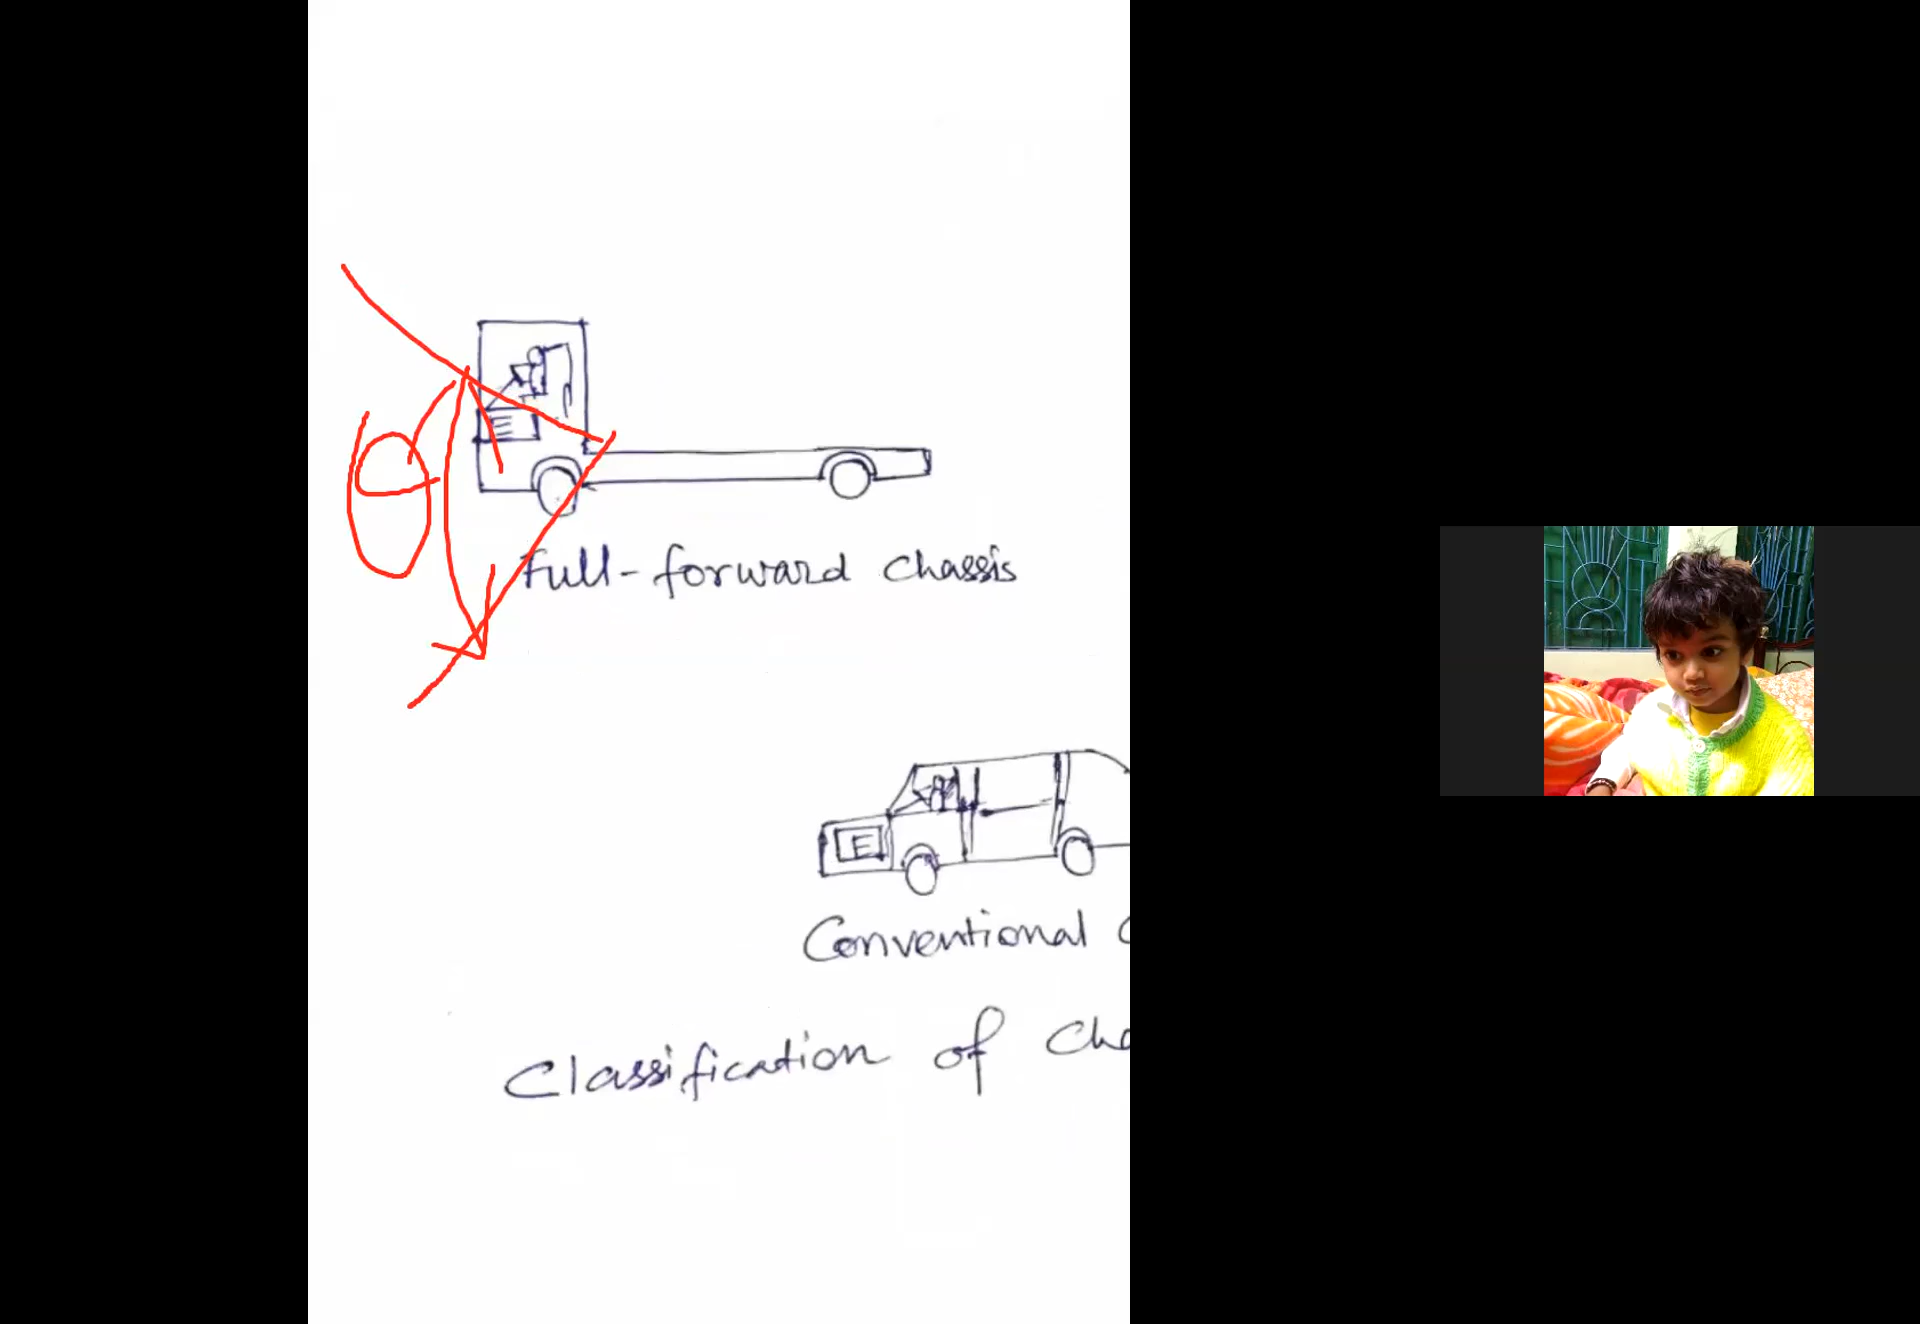 Full-forward chassis
E
Conventional
Classification of